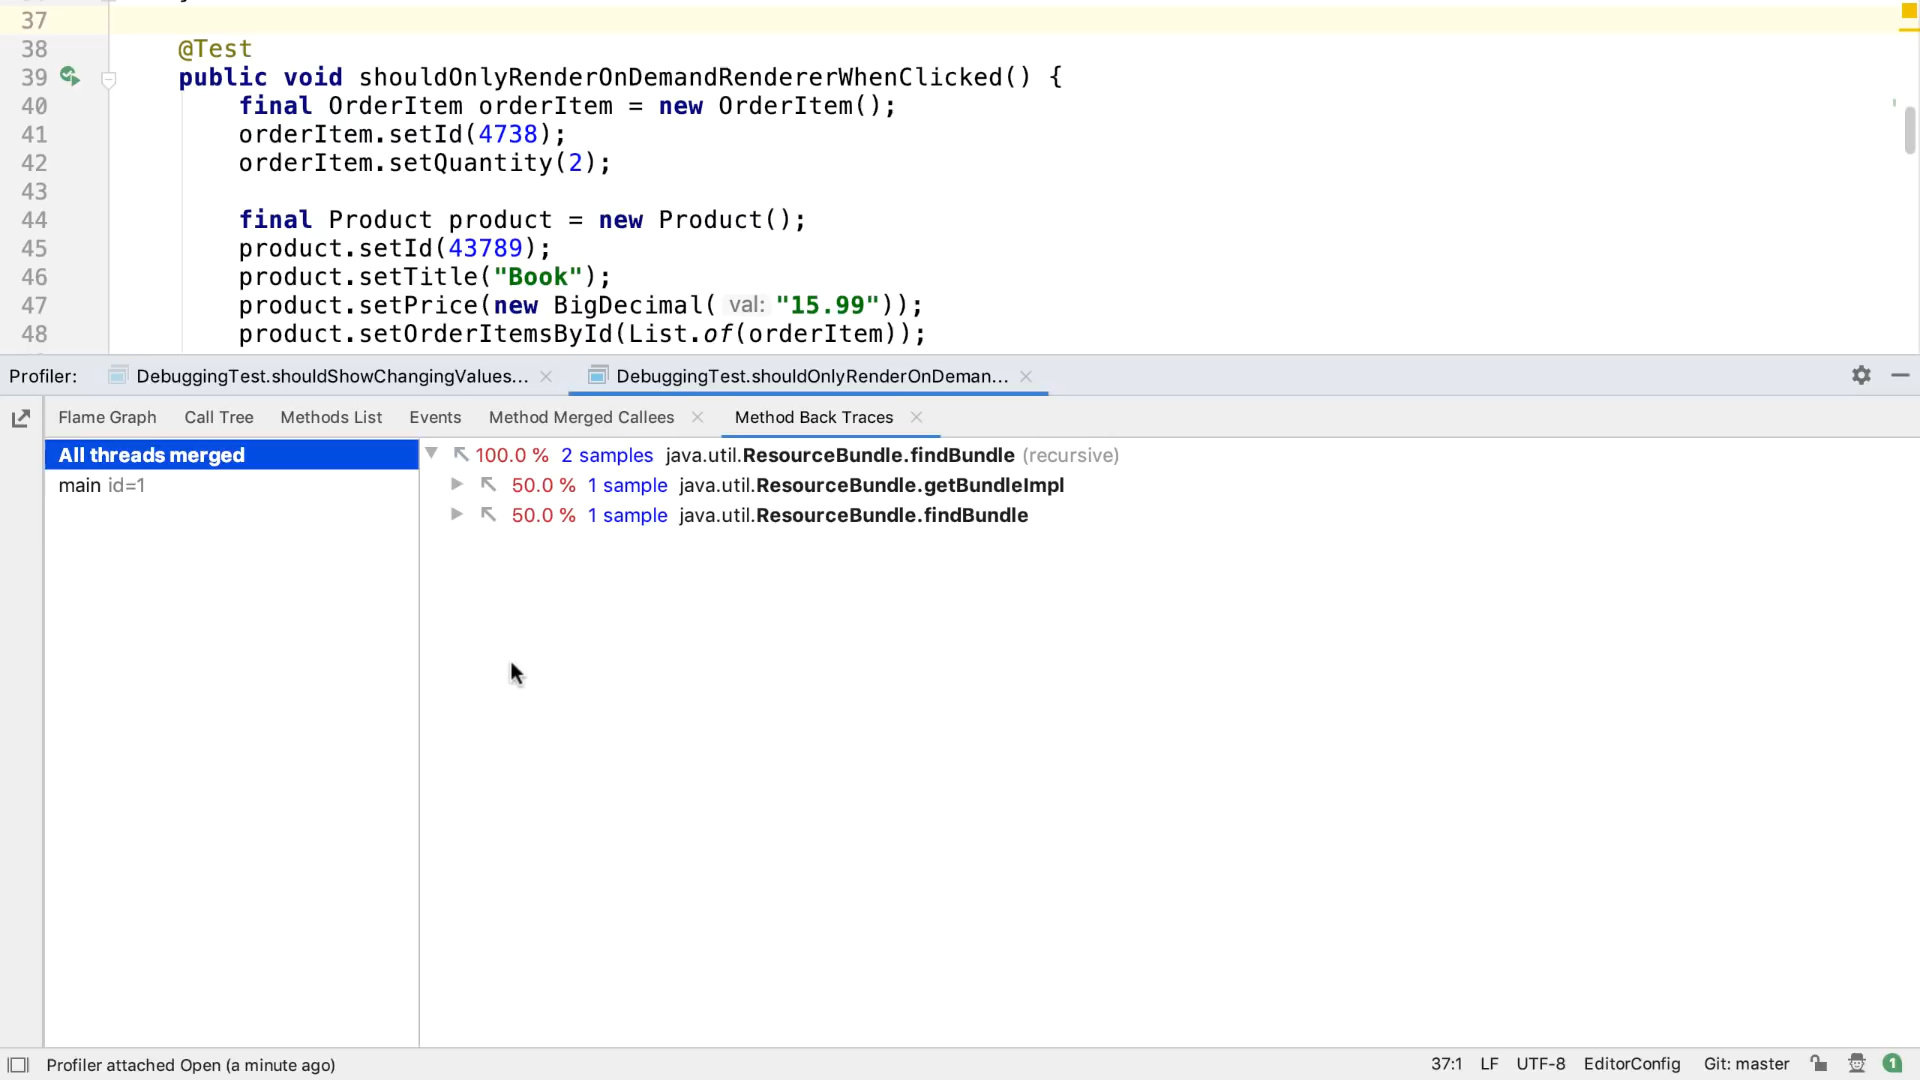 37
38 @Test
39 public void shouldOnlyRenderOnDemandRendererWhenClicked() {
40 final OrderItem orderItem = new OrderItem();
41 orderItem.setId(4738);
42 orderItem.setQuantity(2);
43
44 final Product product = new Product();
45 product.setId(43789);
46 product.setTitle("Book");
47 product.setPrice(new BigDecimal( val: "15.99"));
48 product.setOrderItemsById(List.of(orderItem));
Profiler: DebuggingTest.shouldShowChangingValues... DebuggingTest.shouldOnlyRenderOnDeman...
Flame Graph Call Tree Methods List Events Method Merged Callees Method Back Traces
All threads merged
main id=1
100.0 % 2 samples java.util.ResourceBundle.findBundle (recursive)
50.0 % 1 sample java.util.ResourceBundle.getBundleImpl
50.0 % 1 sample java.util.ResourceBundle.findBundle
Profiler attached Open (a minute ago) 37:1 LF UTF-8 EditorConfig Git: master 1